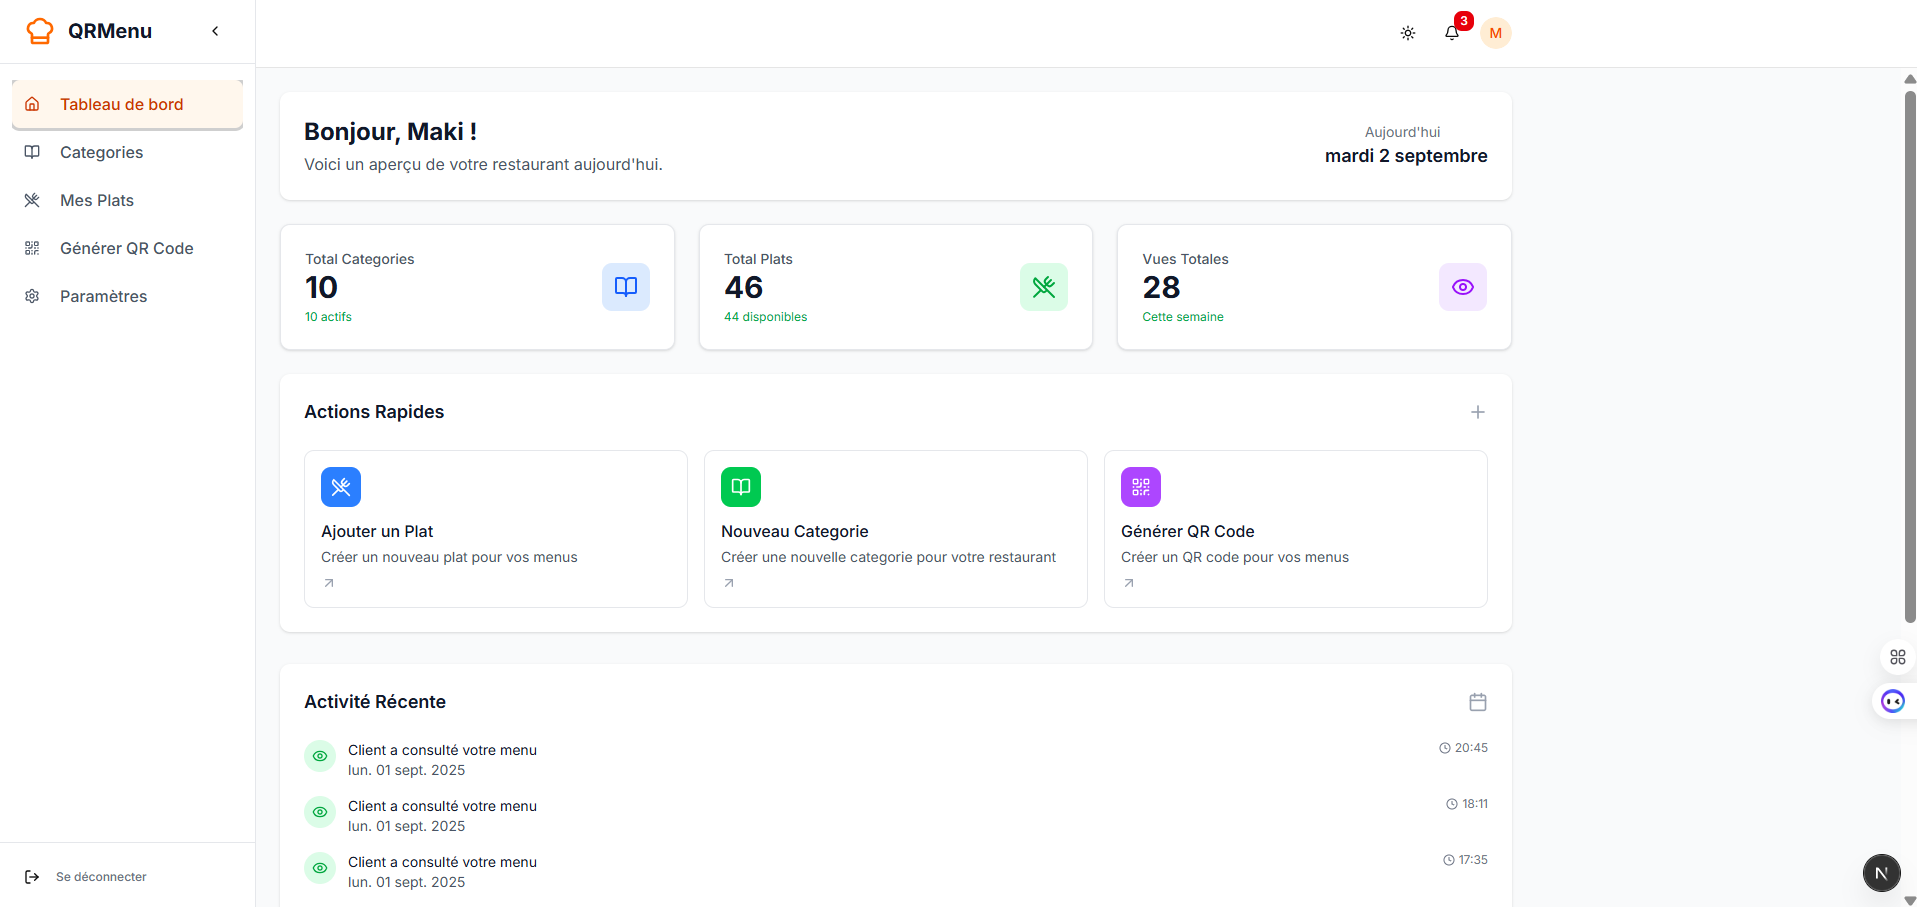 QRMenu
3
M
Tableau de bord
Categories
Mes Plats
Générer QR Code
Paramètres
Se déconnecter
Bonjour, Maki !
Voici un aperçu de votre restaurant aujourd'hui.
Aujourd'hui
mardi 2 septembre
Total Categories
10
10 actifs
Total Plats
46
44 disponibles
Vues Totales
28
Cette semaine
Actions Rapides
Ajouter un Plat
Créer un nouveau plat pour vos menus
Nouveau Categorie
Créer une nouvelle categorie pour votre restaurant
Générer QR Code
Créer un QR code pour vos menus
Activité Récente
Client a consulté votre menu
20:45
lun. 01 sept. 2025
Client a consulté votre menu
18:11
lun. 01 sept. 2025
Client a consulté votre menu
17:35
lun. 01 sept. 2025
N